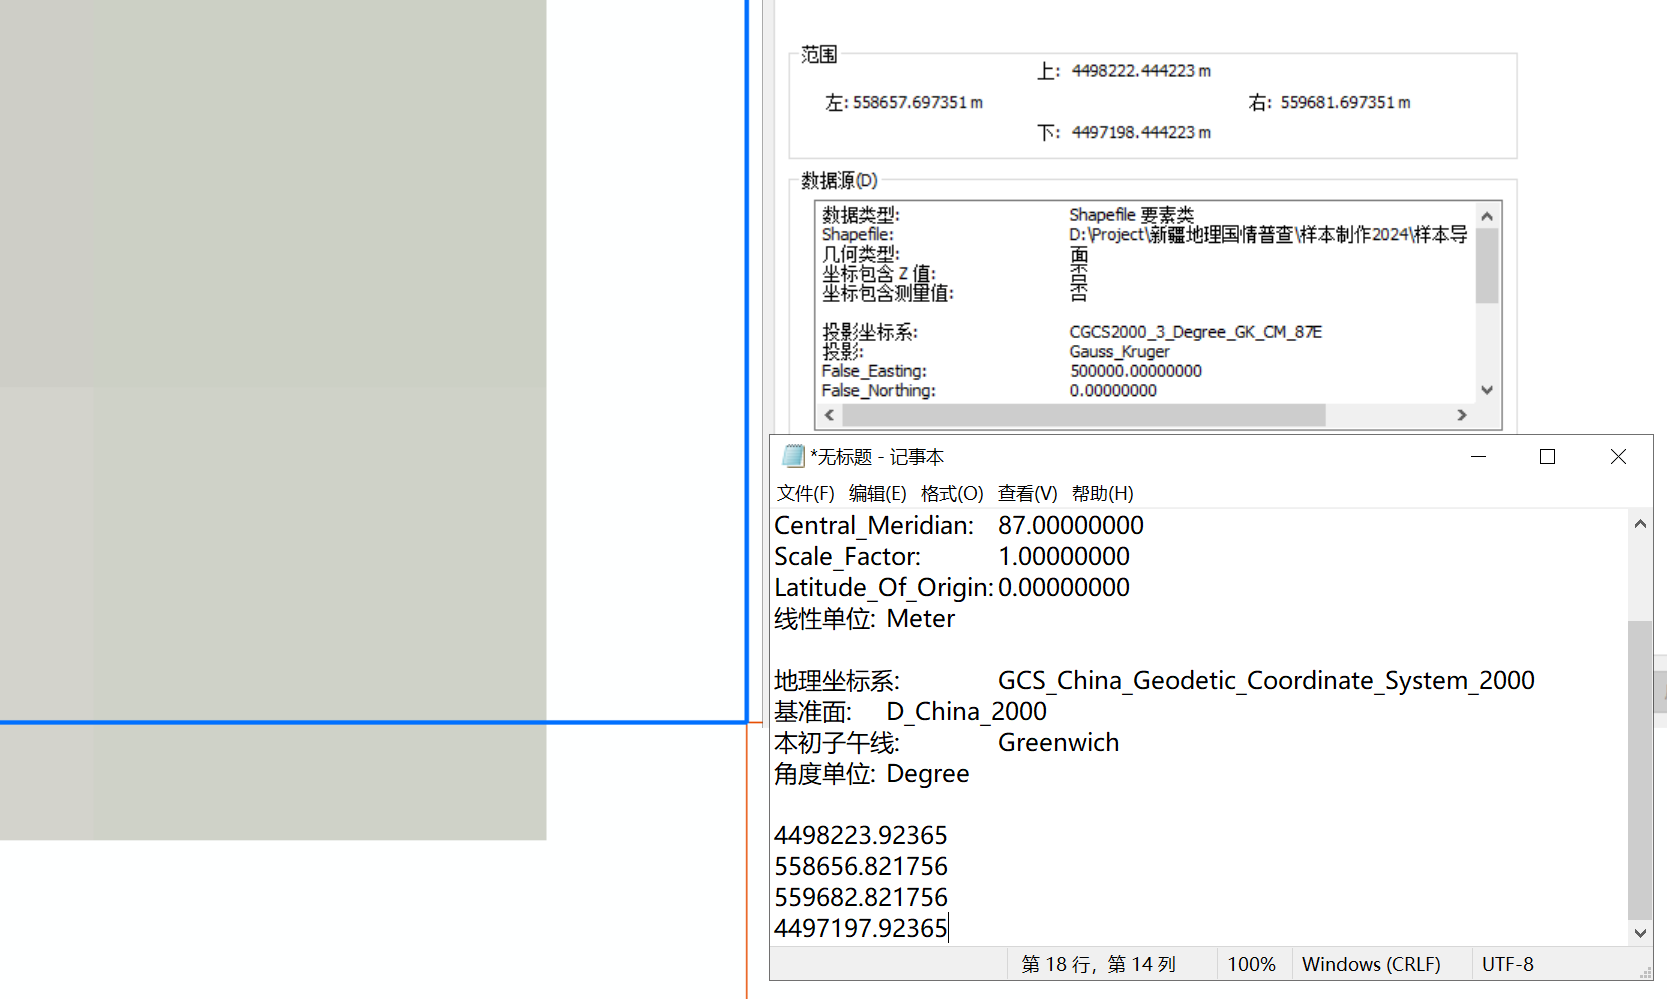 范围
上: 4498222.444223 m
左: 558657.697351 m 右: 559681.697351 m
下: 4497198.444223 m
数据源(D)
数据类型: Shapefile 要素类
Shapefile: D:\Project\新疆地理国情普查\样本制作2024\样本导
几何类型: 面
坐标包含 Z 值: 否
坐标包含测量值: 否
投影坐标系: CGCS2000_3_Degree_GK_CM_87E
投影: Gauss_Kruger
False_Easting: 500000.00000000
False_Northing: 0.00000000
*无标题 - 记事本
文件(F) 编辑(E) 格式(O) 查看(V) 帮助(H)
Central_Meridian: 87.00000000
Scale_Factor: 1.00000000
Latitude_Of_Origin: 0.00000000
线性单位: Meter
地理坐标系: GCS_China_Geodetic_Coordinate_System_2000
基准面: D_China_2000
本初子午线: Greenwich
角度单位: Degree
4498223.92365
558656.821756
559682.821756
4497197.92365
第 18 行，第 14 列 100% Windows (CRLF) UTF-8